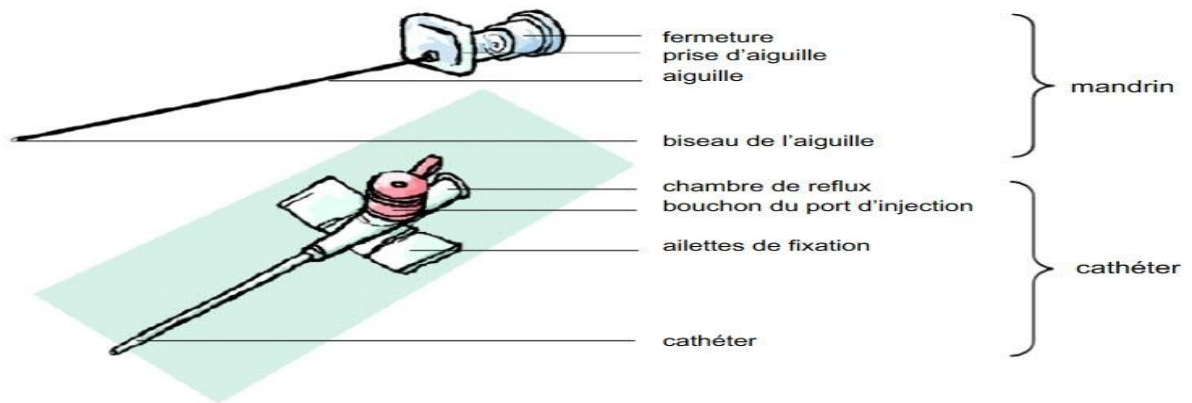 fermeture
prise d'aiguille
aiguille
mandrin
biseau de l'aiguille
chambre de reflux
bouchon du port d'injection
ailettes de fixation
cathéter
cathéter